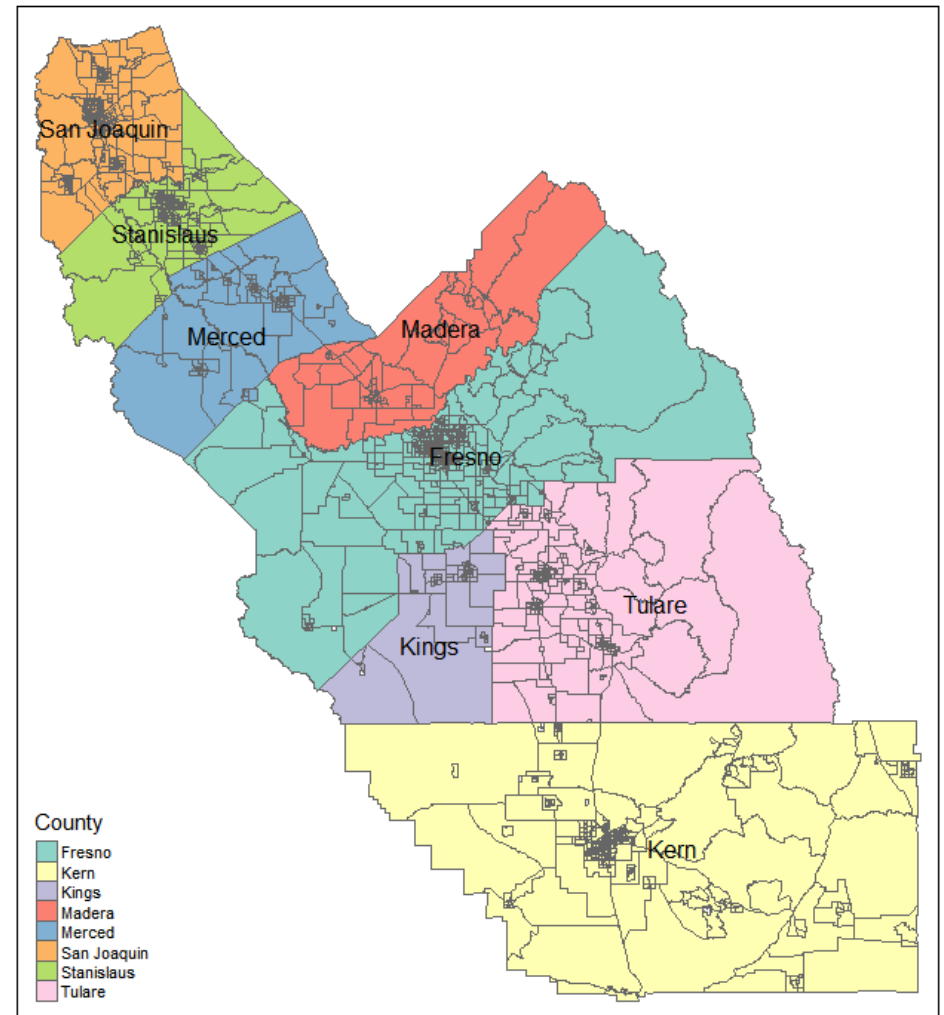 San Joaquin
Stanislaus
Merced
Madera
Fresno
Tulare
Kings
Kern
County
Fresno
Kern
Kings
Madera
Merced
San Joaquin
Stanislaus
Tulare